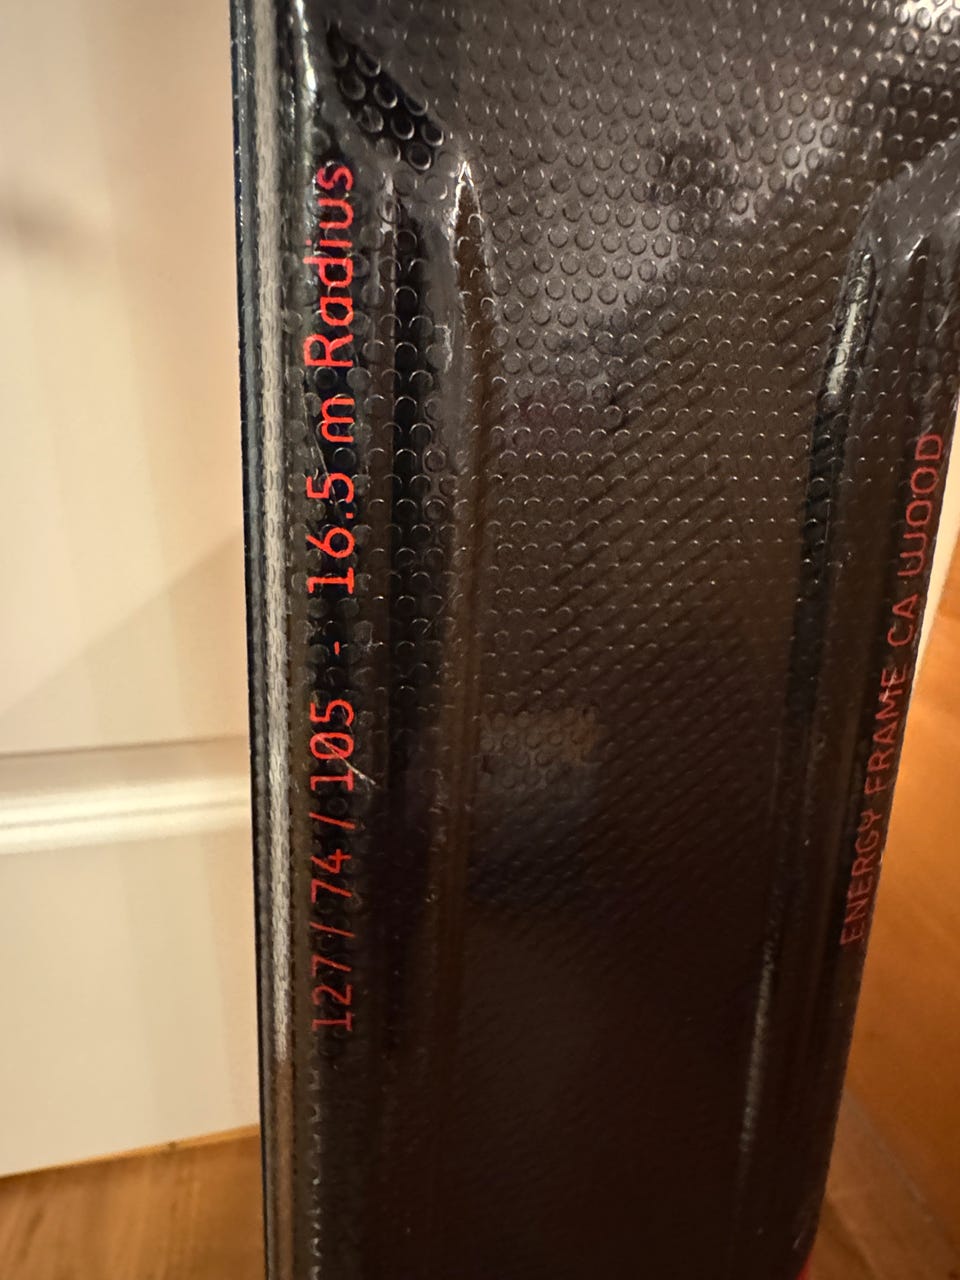 127/74/105 - 16.5 m Radius
ENERGY FRAME CA WOOD